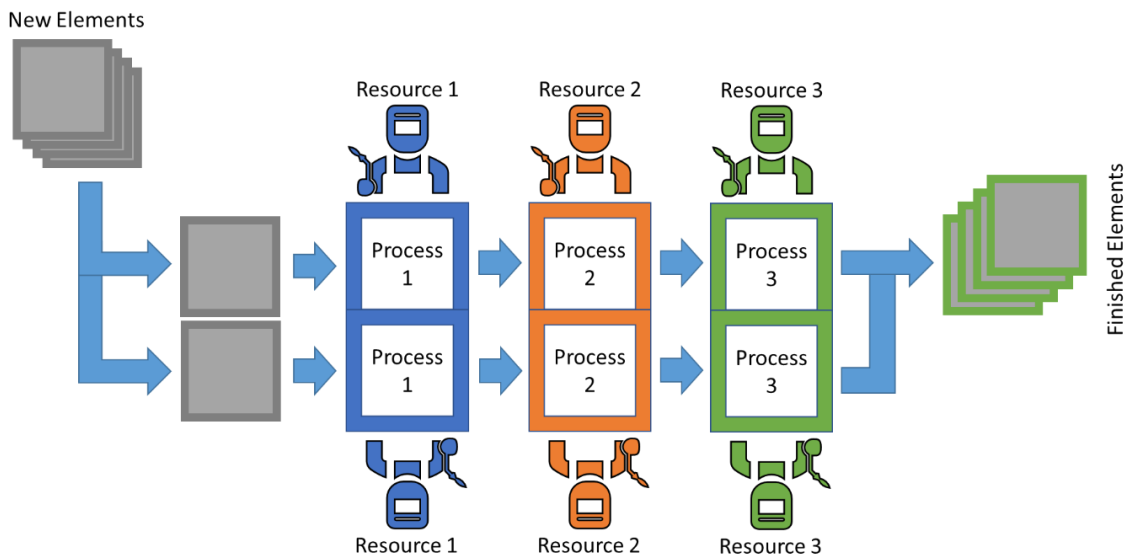 New Elements
Resource 1
Resource 2
Resource 3
Process
1
Process
2
Process
3
Process
1
Process
2
Process
3
Resource 1
Resource 2
Resource 3
Finished Elements